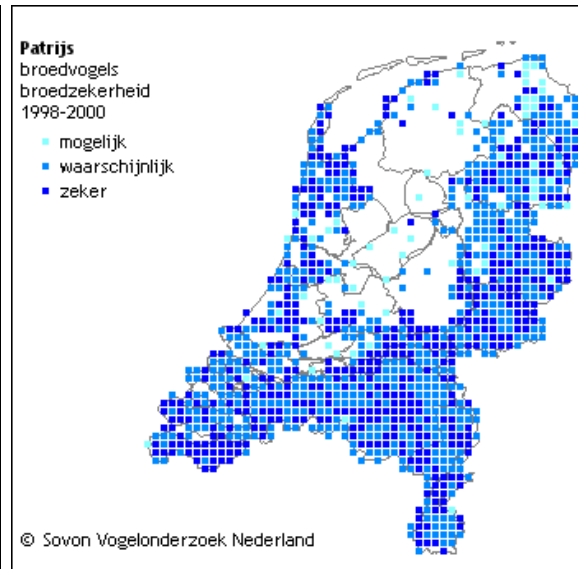 Patrijs
broedvogels
broedzekerheid
1998-2000
mogelijk
waarschijnlijk
zeker
© Sovon Vogelonderzoek Nederland